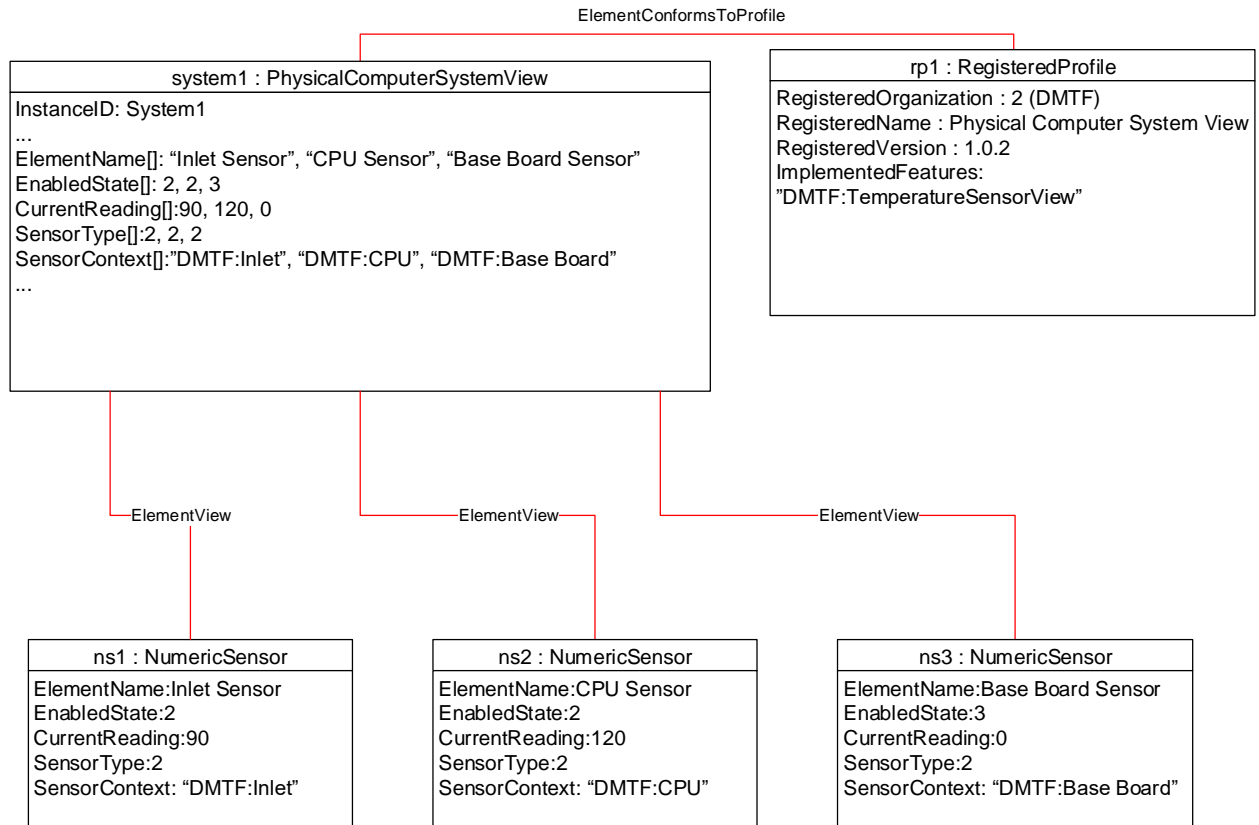 ElementConformsToProfile
system1 : PhysicalComputerSystemView
InstanceID: System1
...
ElementName[]: “Inlet Sensor”, “CPU Sensor”, “Base Board Sensor”
EnabledState[]: 2, 2, 3
CurrentReading[]:90, 120, 0
SensorType[]:2, 2, 2
SensorContext[]:”DMTF:Inlet”, “DMTF:CPU”, “DMTF:Base Board”
...
rp1 : RegisteredProfile
RegisteredOrganization : 2 (DMTF)
RegisteredName : Physical Computer System View
RegisteredVersion : 1.0.2
ImplementedFeatures:
”DMTF:TemperatureSensorView”
ElementView
ElementView
ElementView
ns1 : NumericSensor
ElementName:Inlet Sensor
EnabledState:2
CurrentReading:90
SensorType:2
SensorContext: “DMTF:Inlet”
ns2 : NumericSensor
ElementName:CPU Sensor
EnabledState:2
CurrentReading:120
SensorType:2
SensorContext: “DMTF:CPU”
ns3 : NumericSensor
ElementName:Base Board Sensor
EnabledState:3
CurrentReading:0
SensorType:2
SensorContext: “DMTF:Base Board”